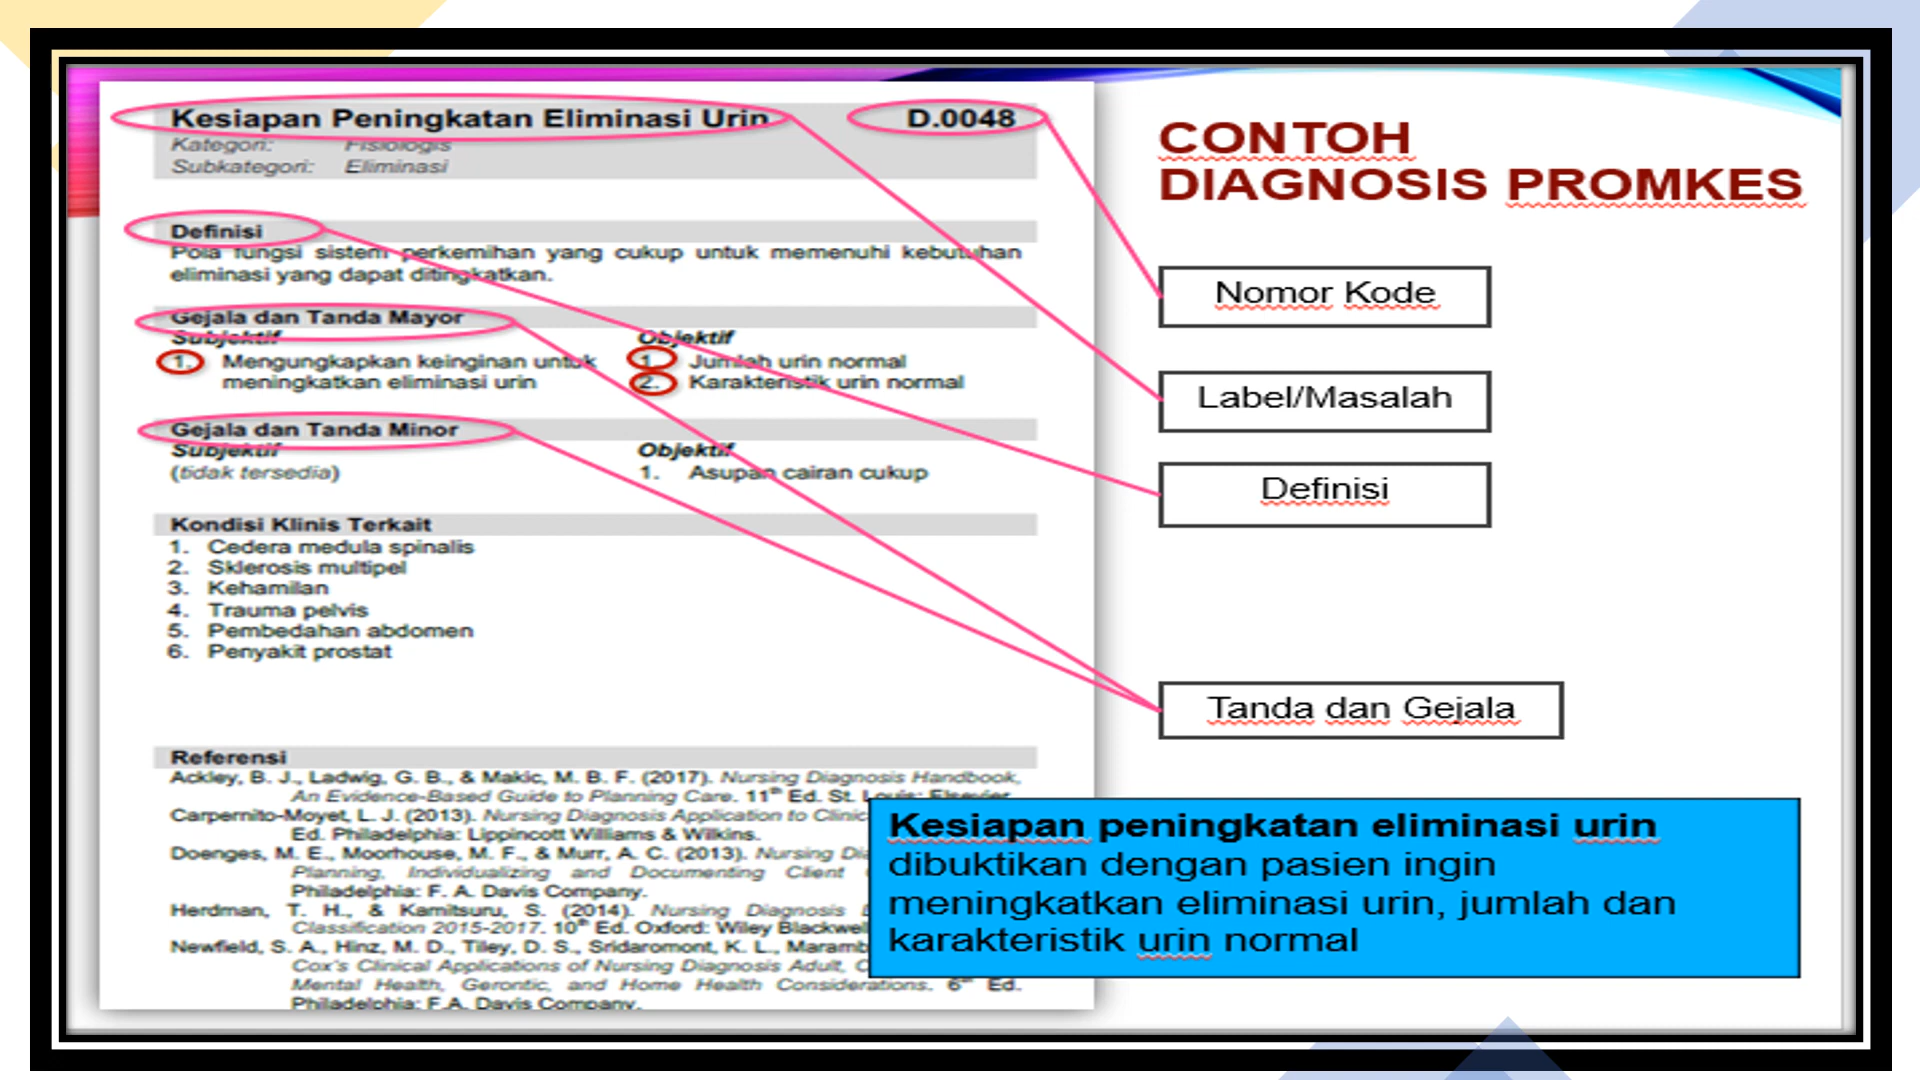 Kesiapan Peningkatan Eliminasi Urin D.0048
Kategori: Fisiologis
Subkategori: Eliminasi
Definisi
Pola fungsi sistem perkemihan yang cukup untuk memenuhi kebutuhan
eliminasi yang dapat ditingkatkan.
Gejala dan Tanda Mayor
Subjektif
1. Mengungkapkan keinginan untuk
meningkatkan eliminasi urin
Objektif
1. Jumlah urin normal
2. Karakteristik urin normal
Gejala dan Tanda Minor
Subjektif
(tidak tersedia)
Objektif
1. Asupan cairan cukup
Kondisi Klinis Terkait
1. Cedera medula spinalis
2. Sklerosis multipel
3. Kehamilan
4. Trauma pelvis
5. Pembedahan abdomen
6. Penyakit prostat
Referensi
Ackley, B. J., Ladwig, G. B., & Makic, M. B. F. (2017). Nursing Diagnosis Handbook,
An Evidence-Based Guide to Planning Care. 11th Ed. St. Louis: Elsevier.
Carpernito-Moyet, L. J. (2013). Nursing Diagnosis Application to
Ed. Philadelphia: Lippincott Williams & Wilkins.
Doenges, M. E., Moorhouse, M. F., & Murr, A. C. (2013). Nursing
Planning, Individualizing and Documenting Client
Philadelphia: F. A. Davis Company.
Herdman, T. H., & Kamitsuru, S. (2014). Nursing Diagnosis
Classification 2015-2017. 10th Ed. Oxford: Wiley Blackwell
Newfield, S. A., Hinz, M. D., Tiley, D. S., Sridaromont, K. L.,
Cox's Clinical Applications of Nursing Diagnosis Adult,
Mental Health, Gerontic, and Home Health Considerations. 6th Ed.
Philadelphia: F.A. Davis Company.
CONTOH
DIAGNOSIS PROMKES
Nomor Kode
Label/Masalah
Definisi
Tanda dan Gejala
Kesiapan peningkatan eliminasi urin
dibuktikan dengan pasien ingin
meningkatkan eliminasi urin, jumlah dan
karakteristik urin normal